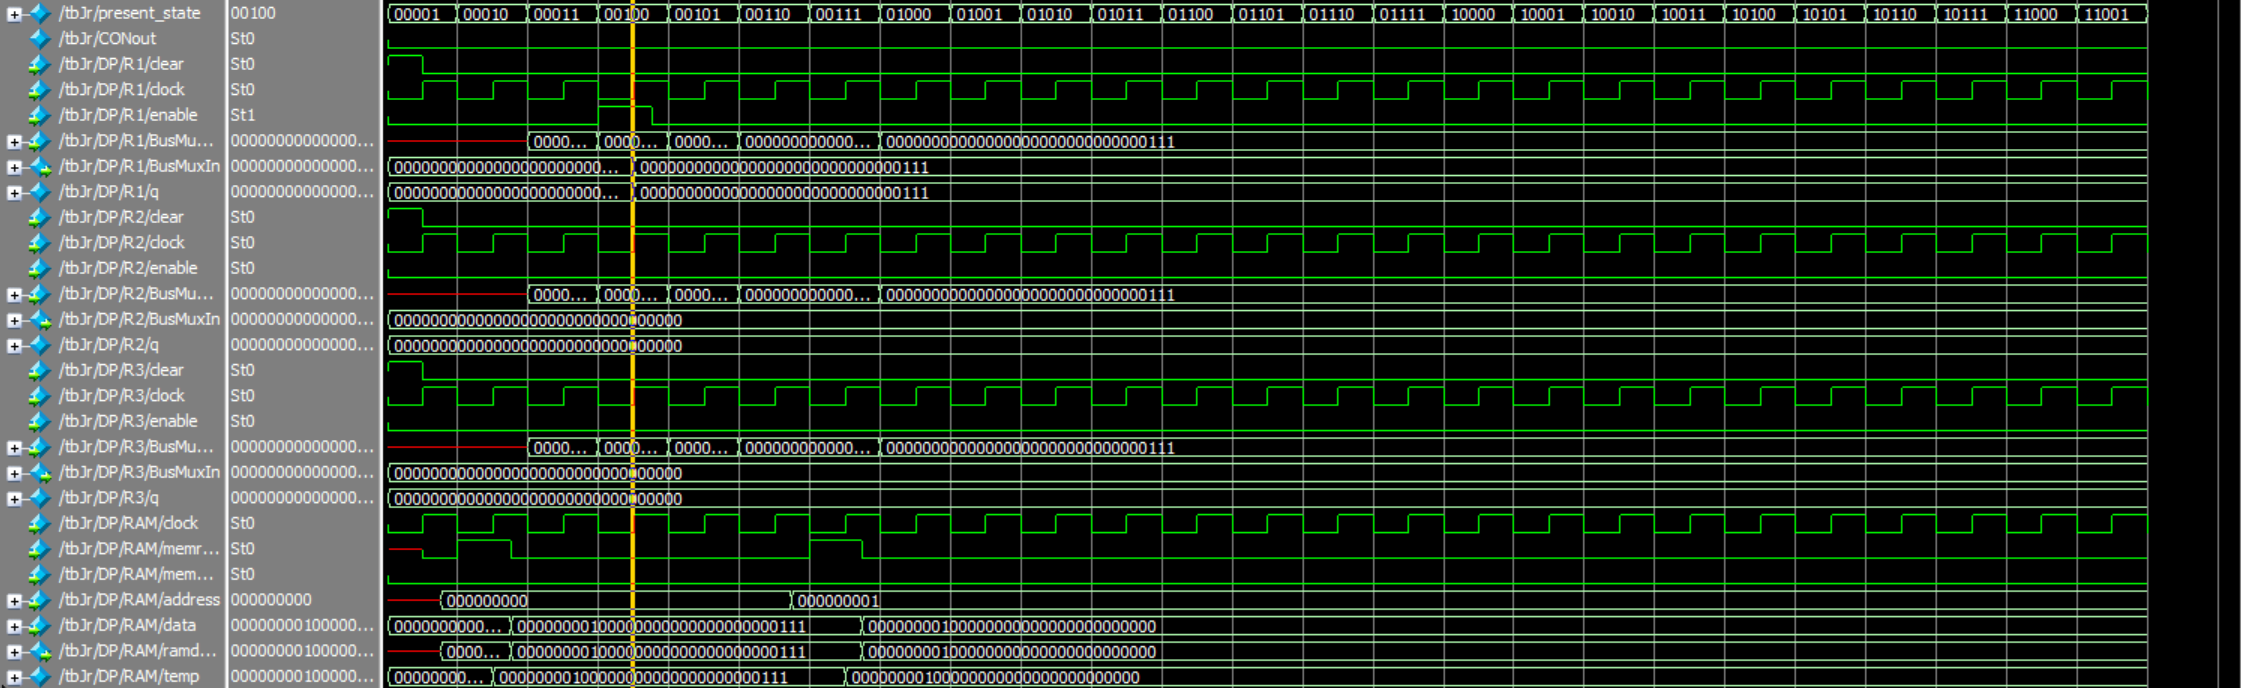 /tbJr/present_state 00100 00001 00010 00011 00100 00101 00110 00111 01000 01001 01010 01011 01100 01101 01110 01111 10000 10001 10010 10011 10100 10101 10110 10111 11000 11001
/tbJr/CONout St0
/tbJr/DP/R1/clear St0
/tbJr/DP/R1/clock St0
/tbJr/DP/R1/enable St1
/tbJr/DP/R1/BusMu... 00000000000000... 0000... 0000... 0000... 000000000000... 00000000000000000000000000000111
/tbJr/DP/R1/BusMuxIn 00000000000000... 00000000000000000000000... 00000000000000000000000000000111
/tbJr/DP/R1/q 00000000000000... 00000000000000000000000... 00000000000000000000000000000111
/tbJr/DP/R2/clear St0
/tbJr/DP/R2/clock St0
/tbJr/DP/R2/enable St0
/tbJr/DP/R2/BusMu... 00000000000000... 0000... 0000... 0000... 000000000000... 00000000000000000000000000000111
/tbJr/DP/R2/BusMuxIn 00000000000000... 00000000000000000000000000000000
/tbJr/DP/R2/q 00000000000000... 00000000000000000000000000000000
/tbJr/DP/R3/clear St0
/tbJr/DP/R3/clock St0
/tbJr/DP/R3/enable St0
/tbJr/DP/R3/BusMu... 00000000000000... 0000... 0000... 0000... 000000000000... 00000000000000000000000000000111
/tbJr/DP/R3/BusMuxIn 00000000000000... 00000000000000000000000000000000
/tbJr/DP/R3/q 00000000000000... 00000000000000000000000000000000
/tbJr/DP/RAM/clock St0
/tbJr/DP/RAM/memr... St0
/tbJr/DP/RAM/mem... St0
/tbJr/DP/RAM/address 000000000 000000000 000000001
/tbJr/DP/RAM/data 00000000100000... 0000000000... 00000000100000000000000000000111 00000000100000000000000000000000
/tbJr/DP/RAM/ramd... 00000000100000... 0000... 00000000100000000000000000000111 00000000100000000000000000000000
/tbJr/DP/RAM/temp 00000000100000... 00000000... 00000000100000000000000000000111 00000000100000000000000000000000